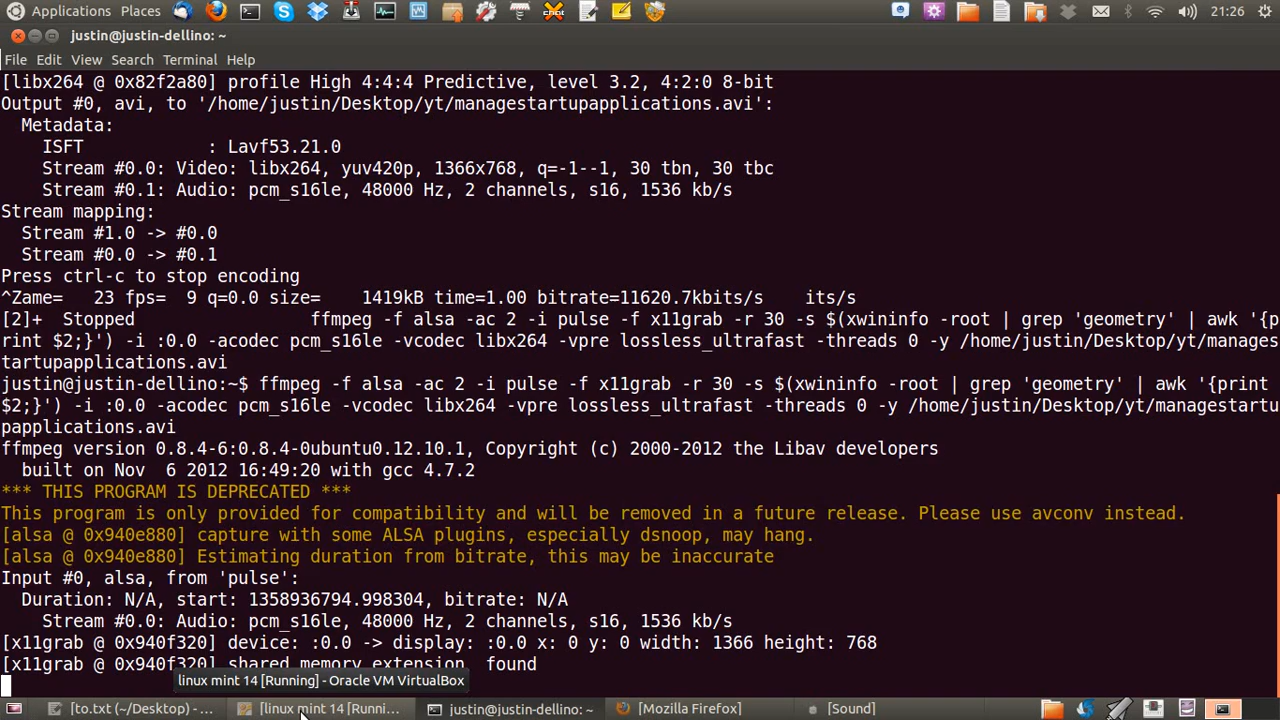 Applications Places 21:26
justin@justin-dellino: ~
File Edit View Search Terminal Help
[libx264 @ 0x82f2a80] profile High 4:4:4 Predictive, level 3.2, 4:2:0 8-bit
Output #0, avi, to '/home/justin/Desktop/yt/managestartupapplications.avi':
  Metadata:
    ISFT            : Lavf53.21.0
    Stream #0.0: Video: libx264, yuv420p, 1366x768, q=-1--1, 30 tbn, 30 tbc
    Stream #0.1: Audio: pcm_s16le, 48000 Hz, 2 channels, s16, 1536 kb/s
Stream mapping:
  Stream #1.0 -> #0.0
  Stream #0.0 -> #0.1
Press ctrl-c to stop encoding
^Zame=   23 fps=  9 q=0.0 size=    1419kB time=1.00 bitrate=11620.7kbits/s    its/s
[2]+  Stopped                 ffmpeg -f alsa -ac 2 -i pulse -f x11grab -r 30 -s $(xwininfo -root | grep 'geometry' | awk '{p
rint $2;}') -i :0.0 -acodec pcm_s16le -vcodec libx264 -vpre lossless_ultrafast -threads 0 -y /home/justin/Desktop/yt/manages
tartupapplications.avi
justin@justin-dellino:~$ ffmpeg -f alsa -ac 2 -i pulse -f x11grab -r 30 -s $(xwininfo -root | grep 'geometry' | awk '{print
$2;}') -i :0.0 -acodec pcm_s16le -vcodec libx264 -vpre lossless_ultrafast -threads 0 -y /home/justin/Desktop/yt/managestartu
papplications.avi
ffmpeg version 0.8.4-6:0.8.4-0ubuntu0.12.10.1, Copyright (c) 2000-2012 the Libav developers
  built on Nov  6 2012 16:49:20 with gcc 4.7.2
*** THIS PROGRAM IS DEPRECATED ***
This program is only provided for compatibility and will be removed in a future release. Please use avconv instead.
[alsa @ 0x940e880] capture with some ALSA plugins, especially dsnoop, may hang.
[alsa @ 0x940e880] Estimating duration from bitrate, this may be inaccurate
Input #0, alsa, from 'pulse':
  Duration: N/A, start: 1358936794.998304, bitrate: N/A
    Stream #0.0: Audio: pcm_s16le, 48000 Hz, 2 channels, s16, 1536 kb/s
[x11grab @ 0x940f320] device: :0.0 -> display: :0.0 x: 0 y: 0 width: 1366 height: 768
[x11grab @ 0x940f320] shared memory extension  found
linux mint 14 [Running] - Oracle VM VirtualBox
[to.txt (~/Desktop) - ... [linux mint 14 [Runni... justin@justin-dellino: ~ [Mozilla Firefox] [Sound]